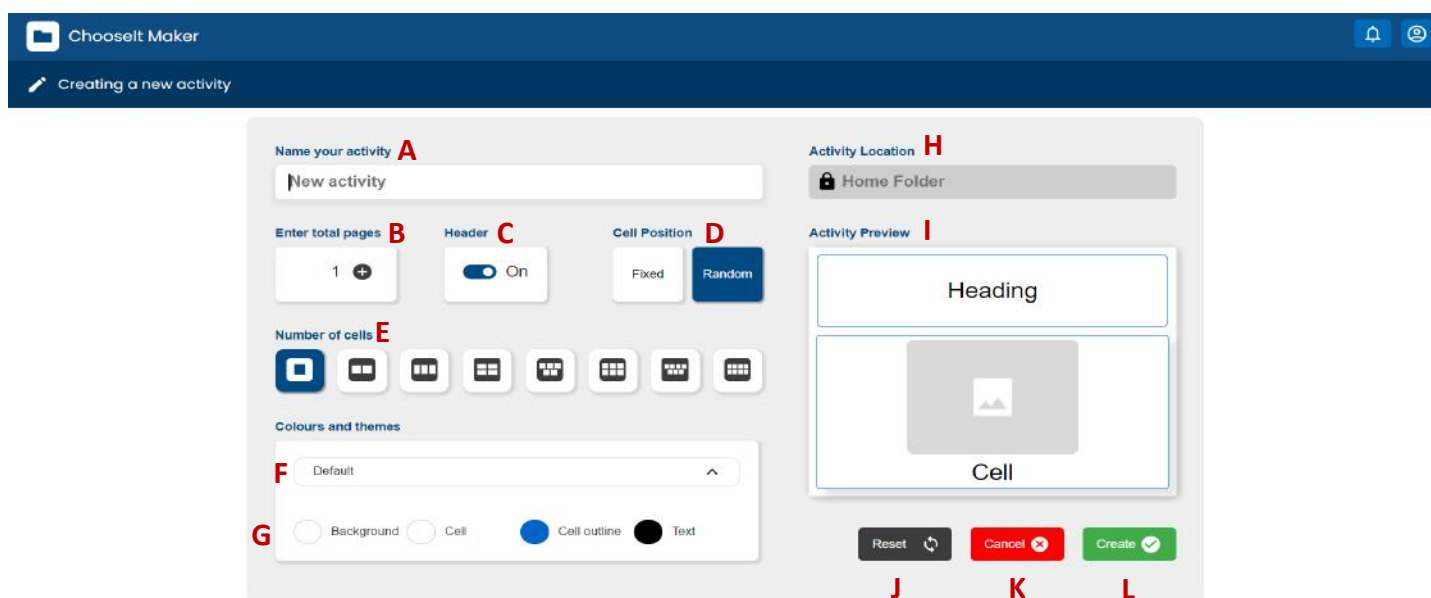 ChooseIt Maker
Creating a new activity
Name your activity A
New activity
Activity Location H
Home Folder
Enter total pages B
Header C
Cell Position D
1
On
Fixed
Random
Activity Preview I
Heading
Cell
Number of cells E
Colours and themes
F Default
G Background Cell Cell outline Text
Reset Cancel Create
J K L